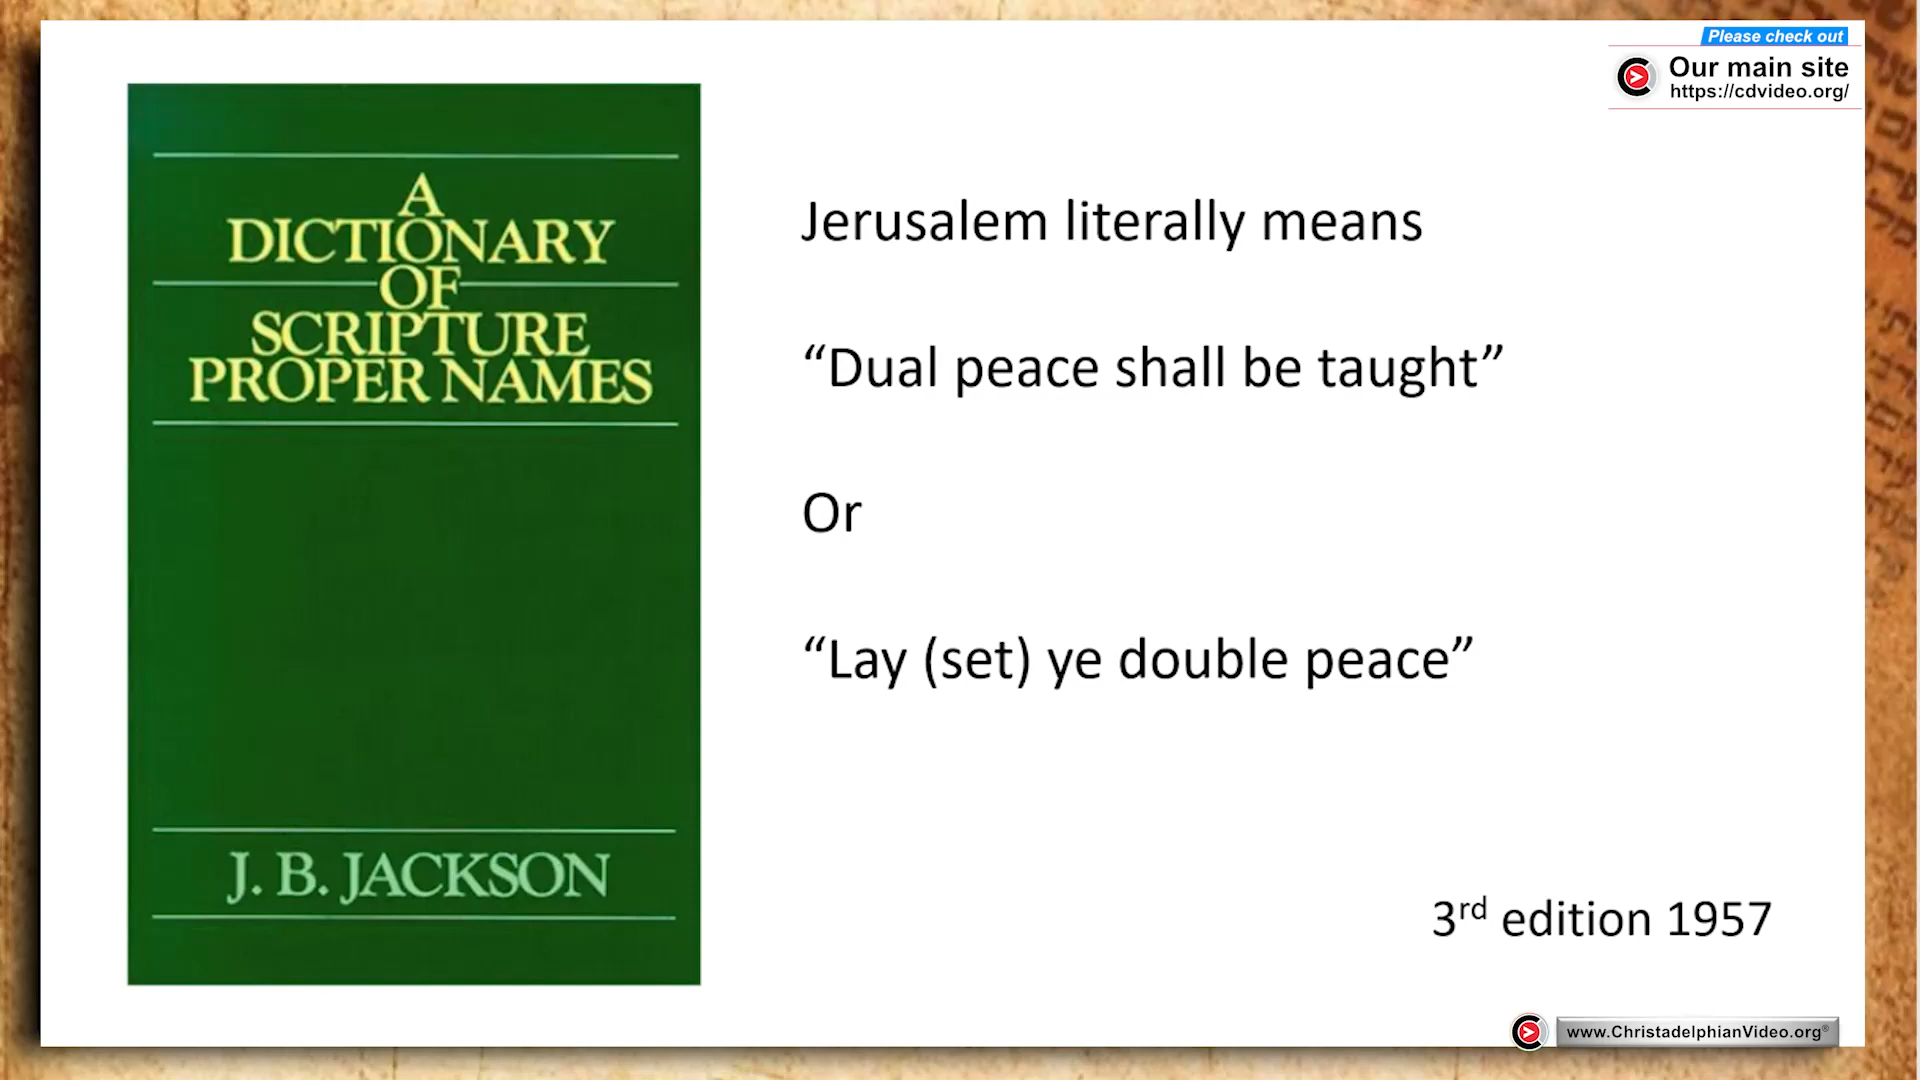 Please check out
Our main site
https://cdvideo.org/
A
DICTIONARY
OF
SCRIPTURE
PROPER NAMES
J. B. JACKSON
Jerusalem literally means
“Dual peace shall be taught”
Or
“Lay (set) ye double peace”
3rd edition 1957
www.ChristadelphianVideo.org®